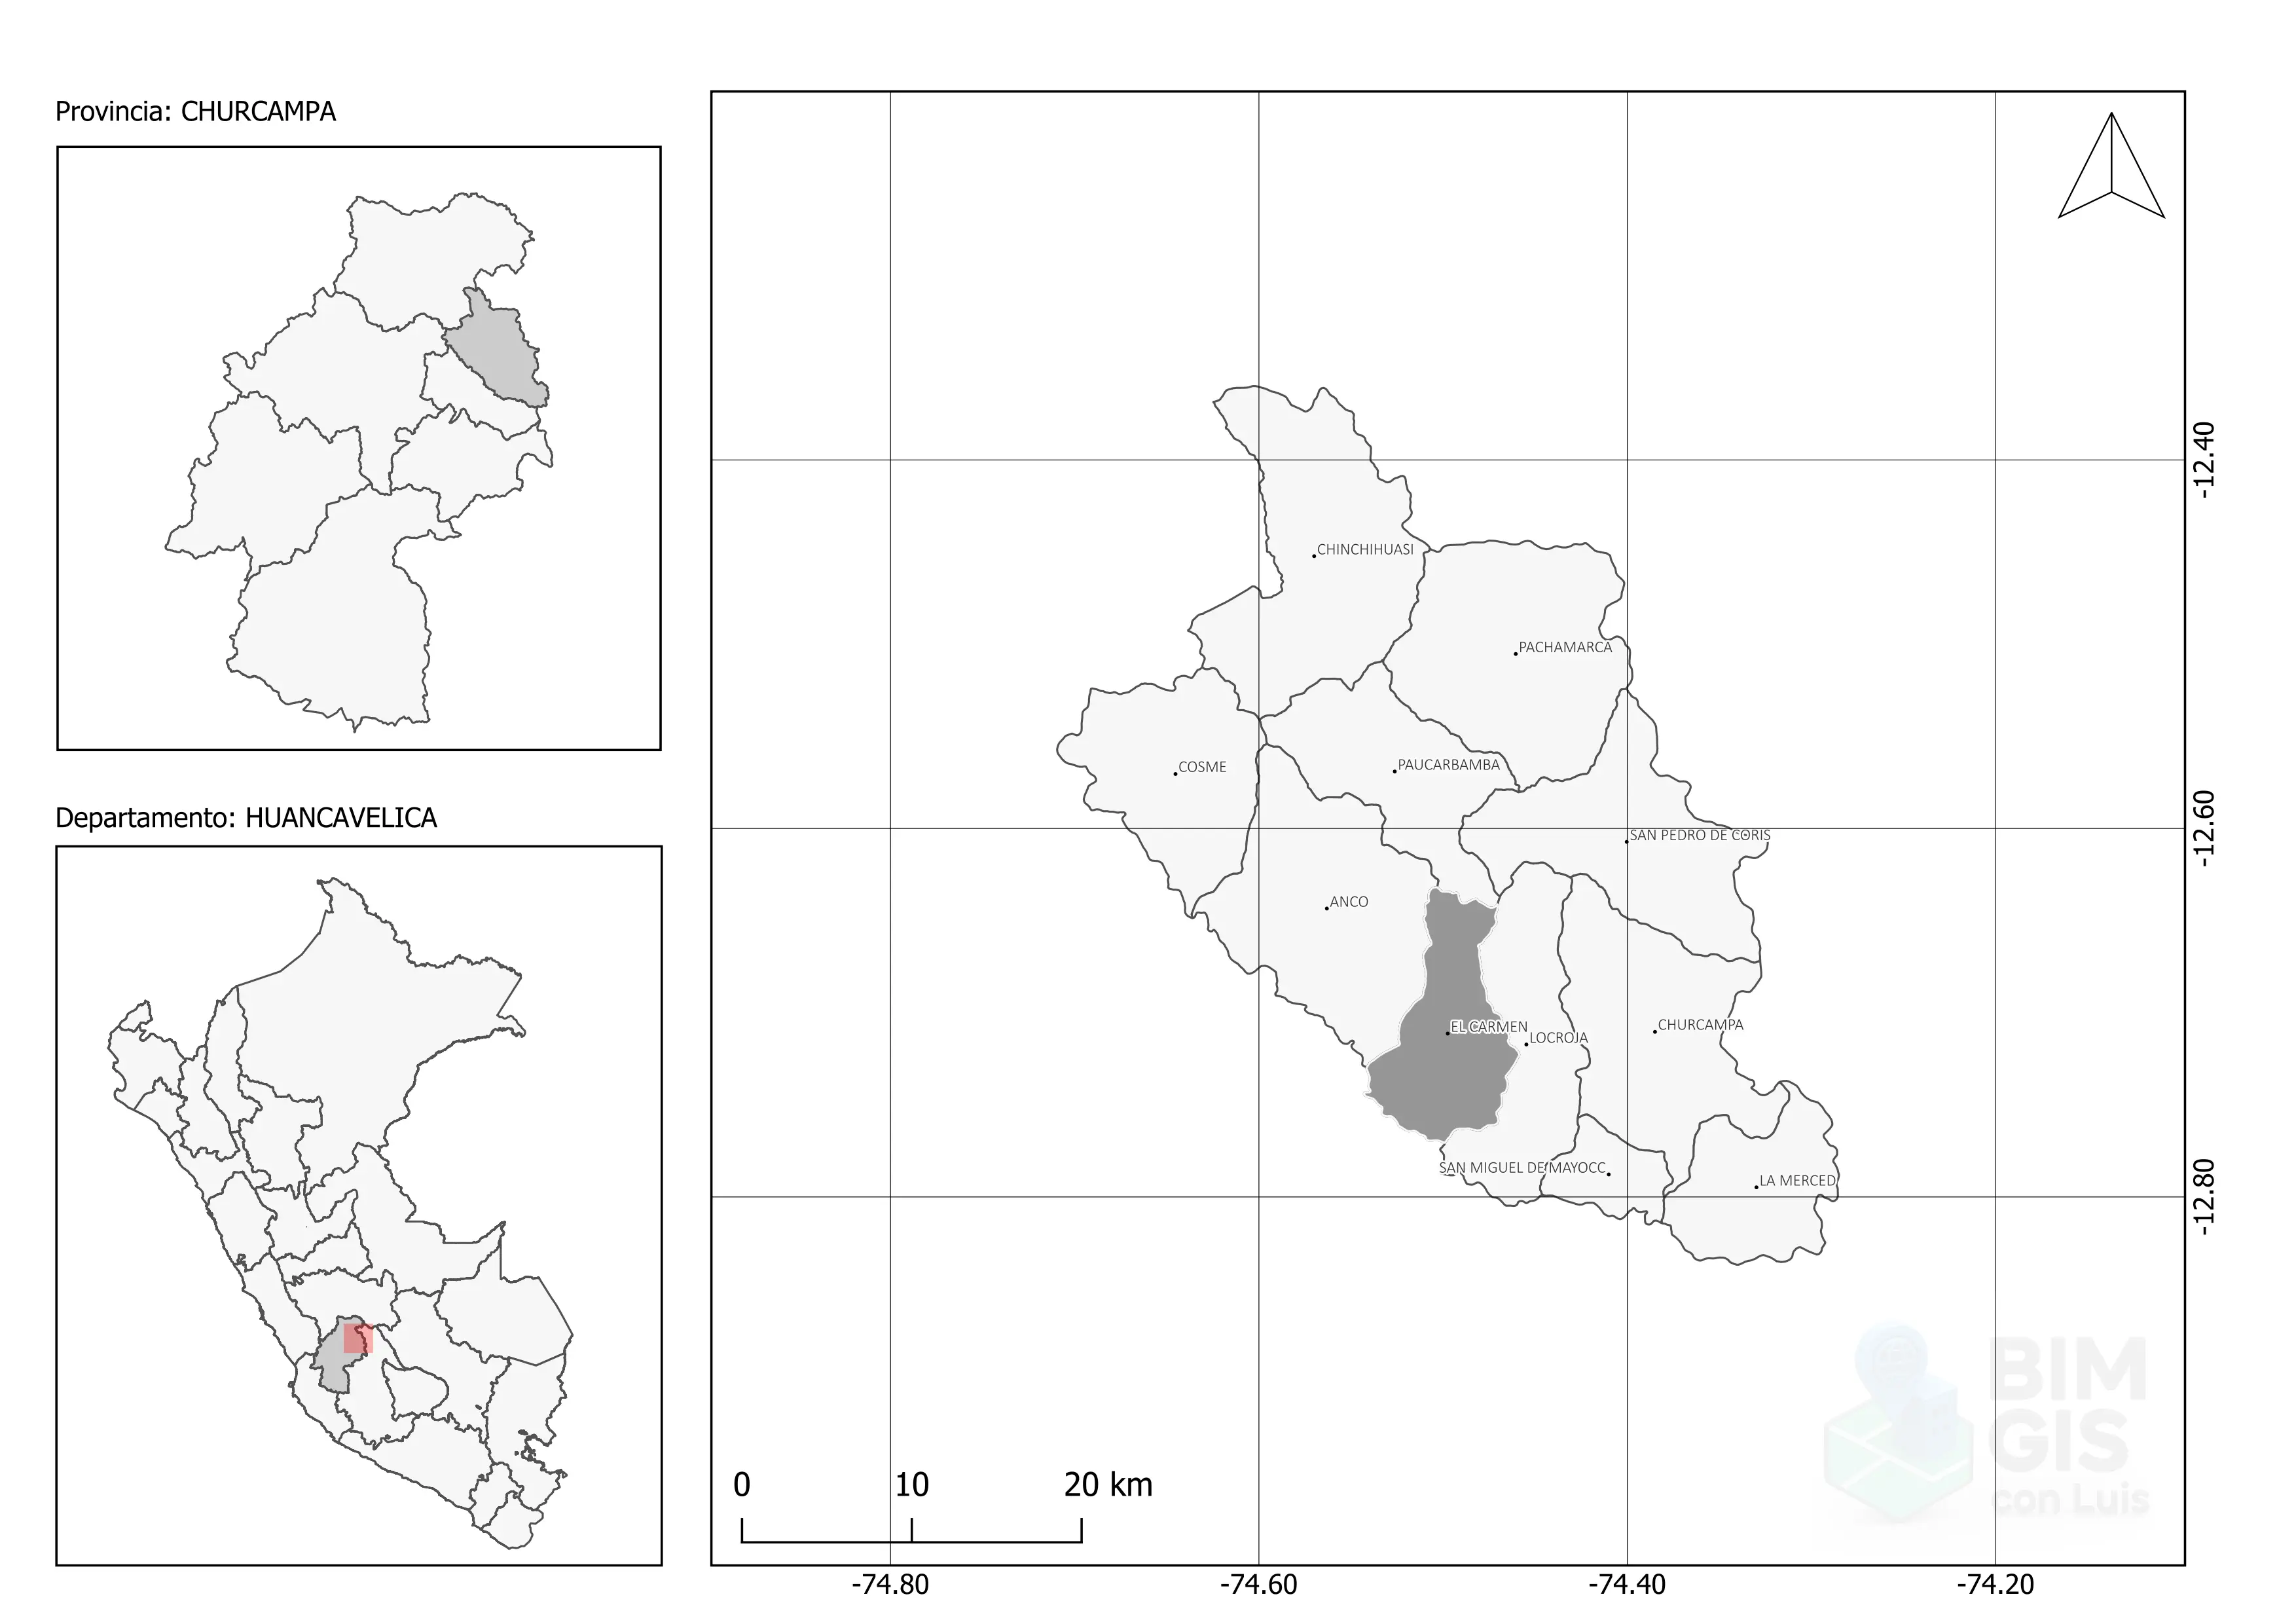 Provincia: CHURCAMPA
Departamento: HUANCAVELICA
CHINCHIHUASI
PACHAMARCA
COSME
PAUCARBAMBA
SAN PEDRO DE CORIS
ANCO
EL CARMEN
LOCROJA
CHURCAMPA
SAN MIGUEL DE MAYOCC
LA MERCED
-12.40
-12.60
-12.80
BIM
GIS
con Luis
0 10 20 km
-74.80 -74.60 -74.40 -74.20